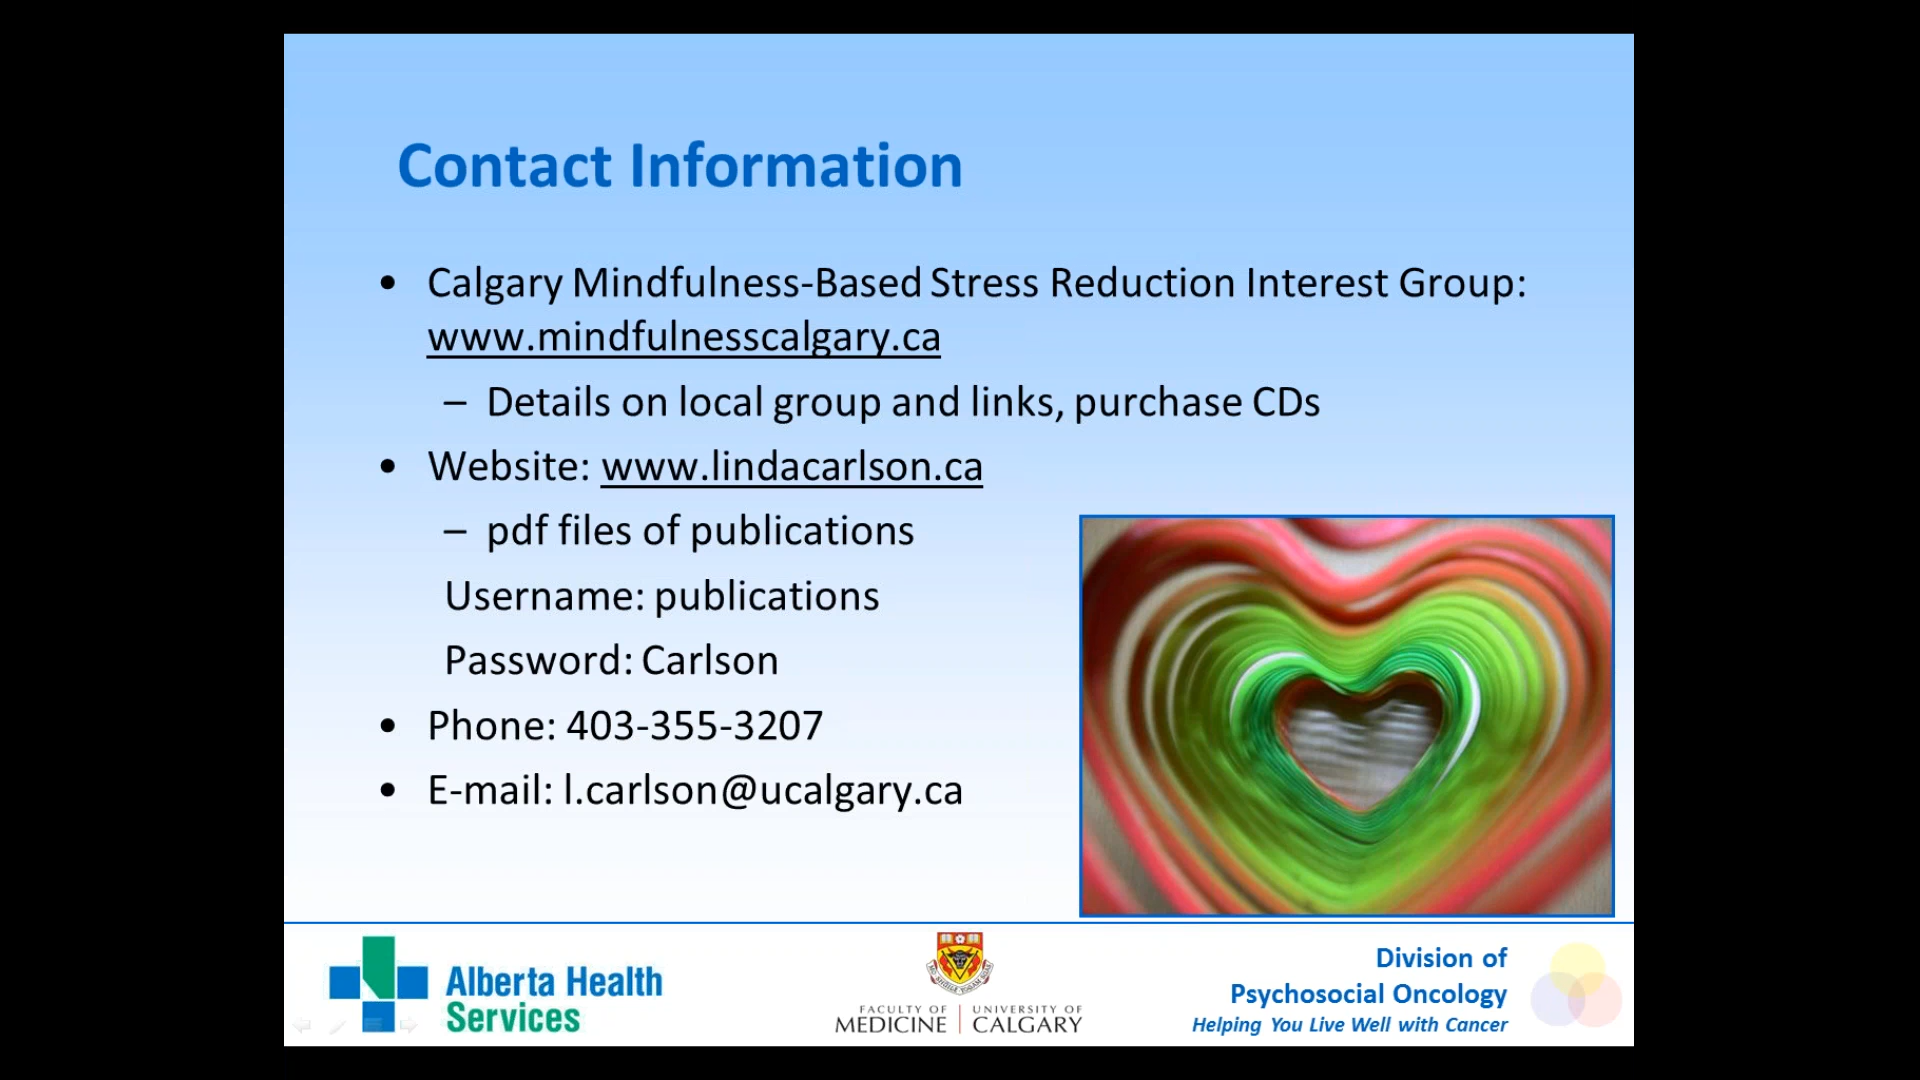 Contact Information
• Calgary Mindfulness-Based Stress Reduction Interest Group:
www.mindfulnesscalgary.ca
– Details on local group and links, purchase CDs
• Website: www.lindacarlson.ca
– pdf files of publications
Username: publications
Password: Carlson
• Phone: 403-355-3207
• E-mail: l.carlson@ucalgary.ca
Alberta Health
Services
FACULTY OF | UNIVERSITY OF
MEDICINE | CALGARY
Division of
Psychosocial Oncology
Helping You Live Well with Cancer